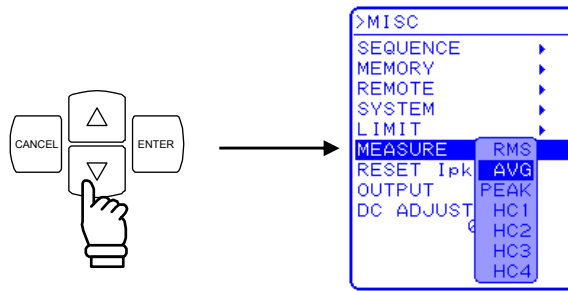 CANCEL
ENTER
>MISC
SEQUENCE
MEMORY
REMOTE
SYSTEM
LIMIT
MEASURE RMS
RESET Ipk AVG
OUTPUT PEAK
DC ADJUST HC1
HC2
HC3
HC4